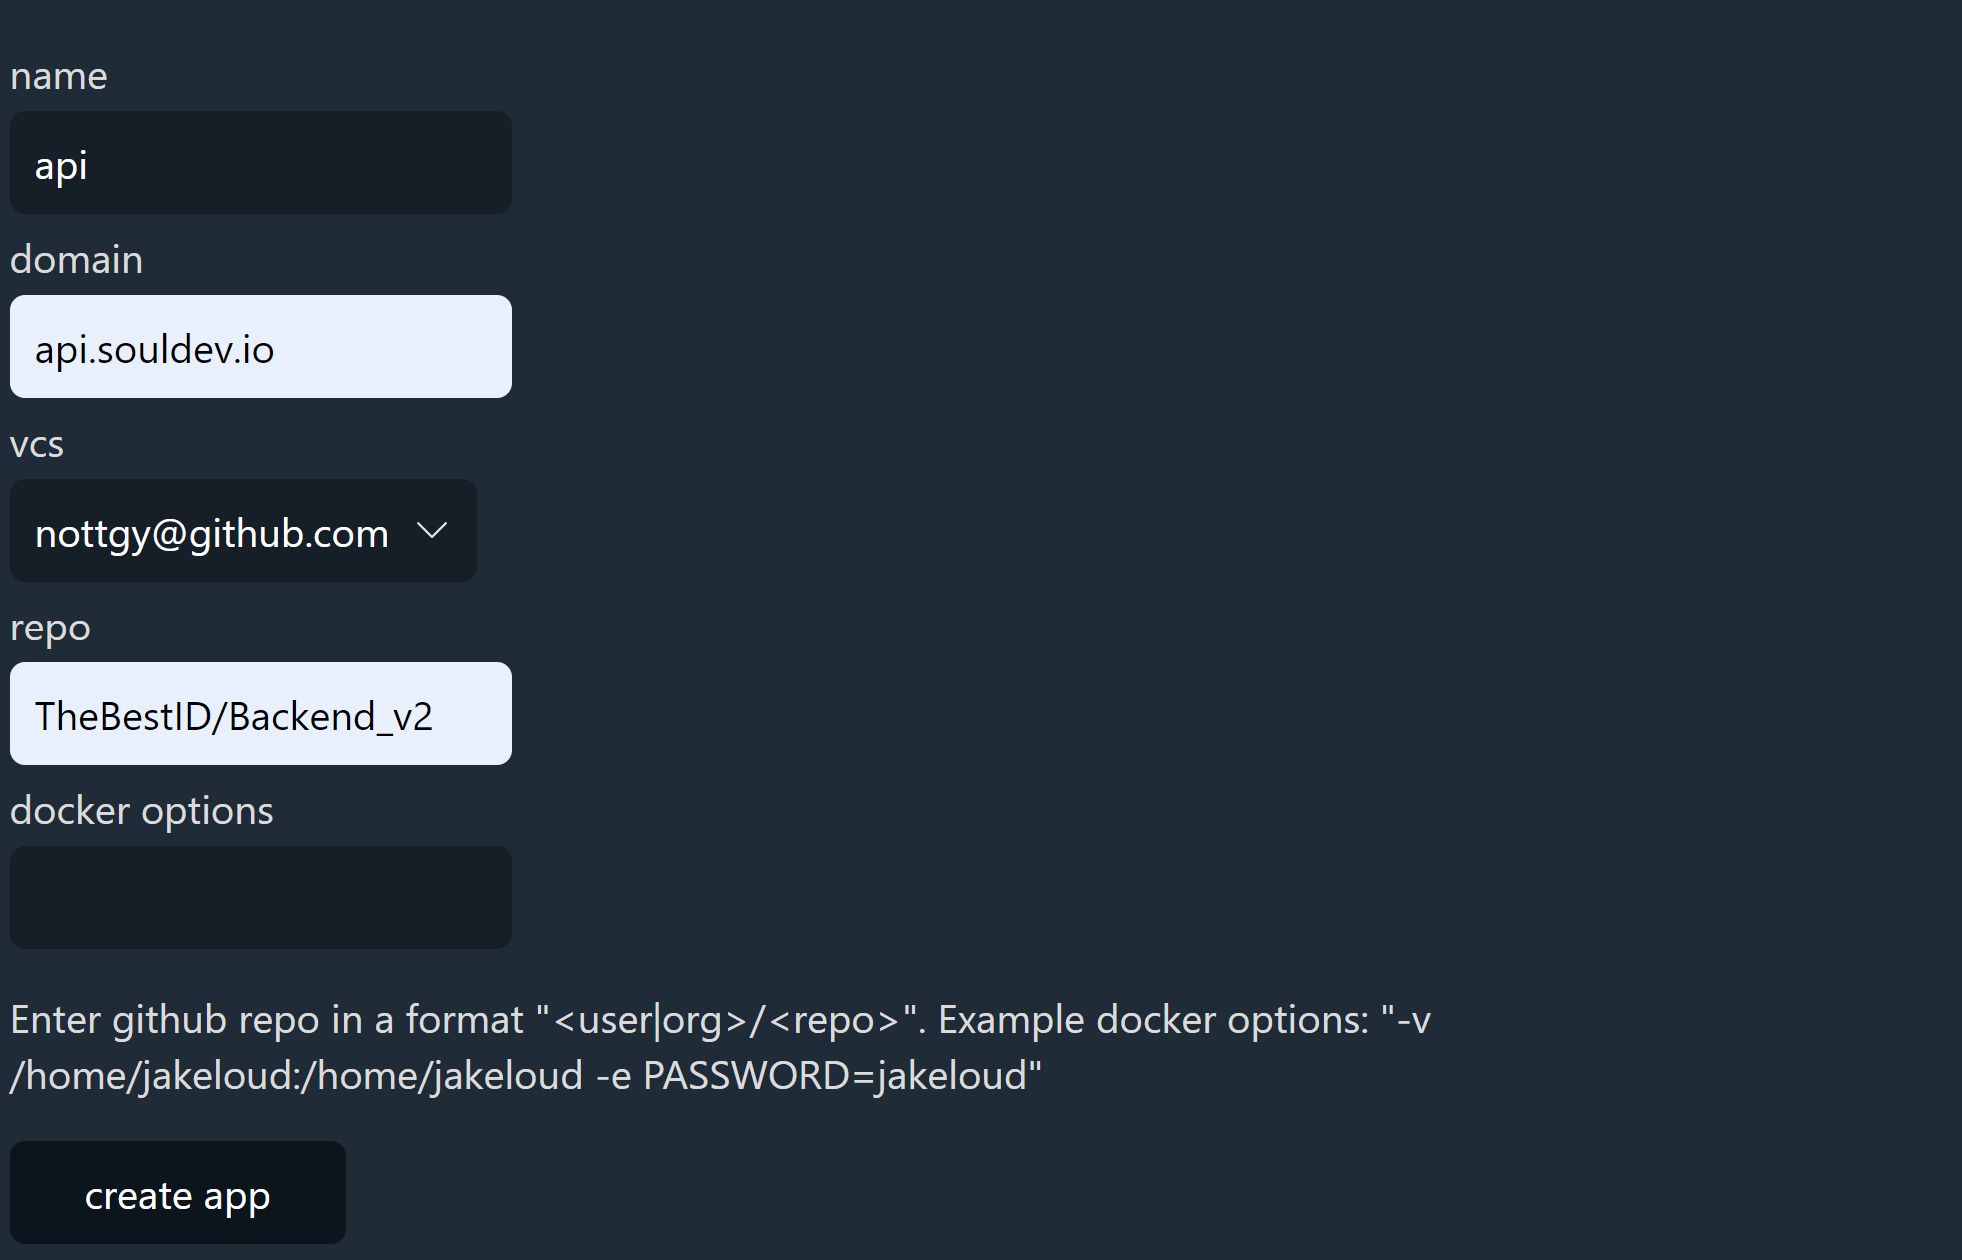 name
api
domain
api.souldev.io
vcs
nottgy@github.com
repo
TheBestID/Backend_v2
docker options
Enter github repo in a format "<user|org>/<repo>". Example docker options: "-v
/home/jakeloud:/home/jakeloud -e PASSWORD=jakeloud"
create app